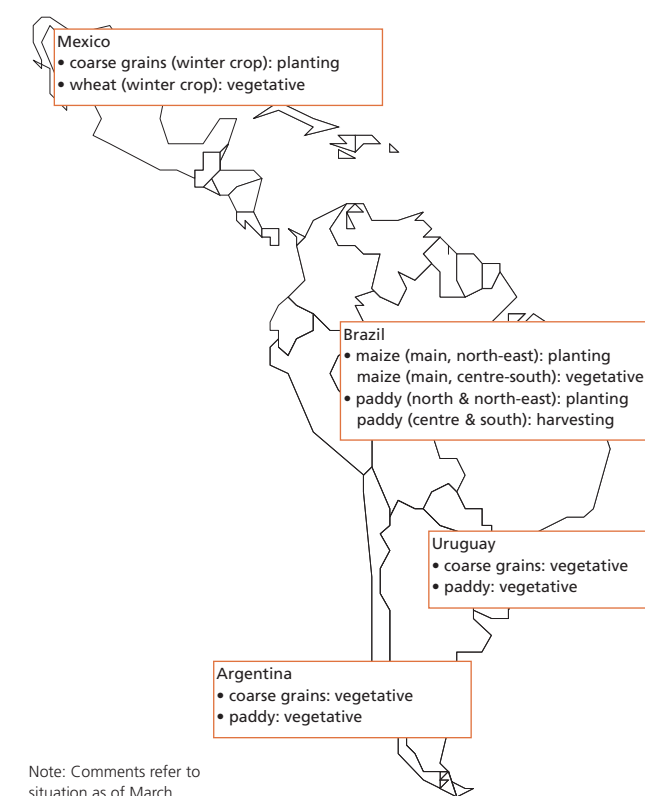 Mexico
• coarse grains (winter crop): planting
• wheat (winter crop): vegetative
Brazil
• maize (main, north-east): planting
maize (main, centre-south): vegetative
• paddy (north & north-east): planting
paddy (centre & south): harvesting
Uruguay
• coarse grains: vegetative
• paddy: vegetative
Argentina
• coarse grains: vegetative
• paddy: vegetative
Note: Comments refer to
situation as of March